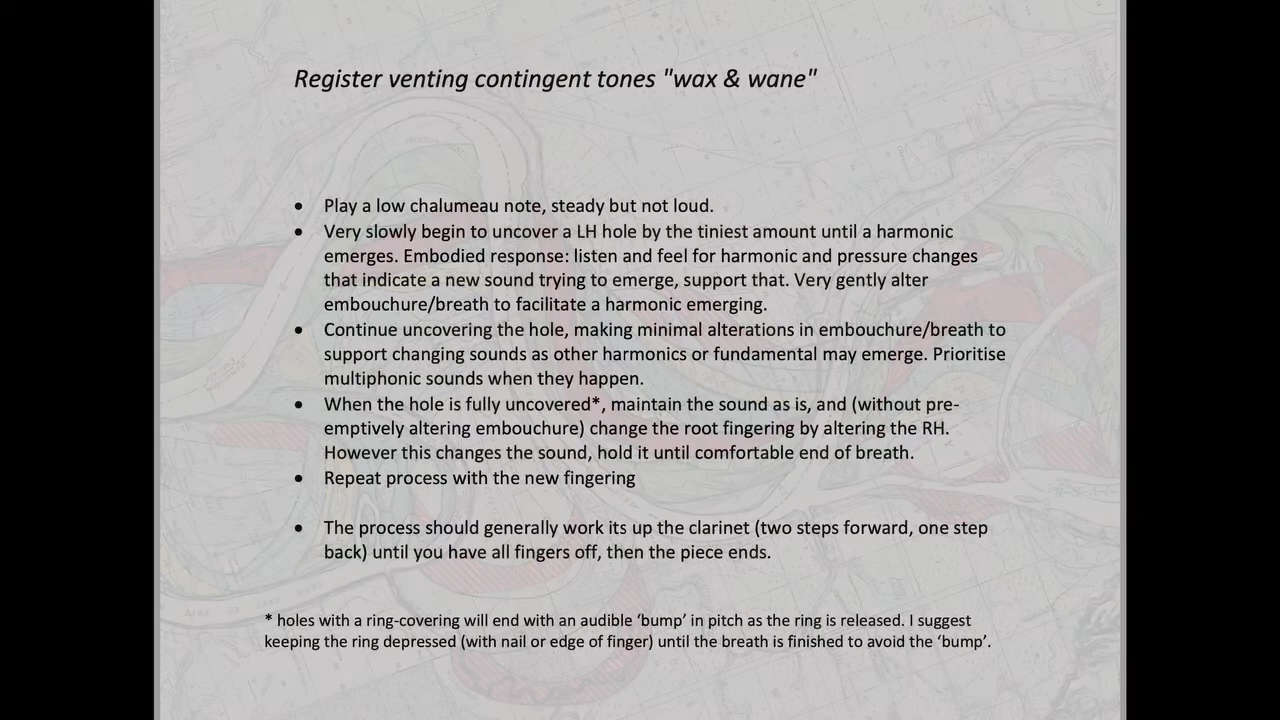 Register venting contingent tones "wax & wane"
• Play a low chalumeau note, steady but not loud.
• Very slowly begin to uncover a LH hole by the tiniest amount until a harmonic
emerges. Embodied response: listen and feel for harmonic and pressure changes
that indicate a new sound trying to emerge, support that. Very gently alter
embouchure/breath to facilitate a harmonic emerging.
• Continue uncovering the hole, making minimal alterations in embouchure/breath to
support changing sounds as other harmonics or fundamental may emerge. Prioritise
multiphonic sounds when they happen.
• When the hole is fully uncovered*, maintain the sound as is, and (without pre-
emptively altering embouchure) change the root fingering by altering the RH.
However this changes the sound, hold it until comfortable end of breath.
• Repeat process with the new fingering
• The process should generally work its up the clarinet (two steps forward, one step
back) until you have all fingers off, then the piece ends.
* holes with a ring-covering will end with an audible ‘bump’ in pitch as the ring is released. I suggest
keeping the ring depressed (with nail or edge of finger) until the breath is finished to avoid the ‘bump’.